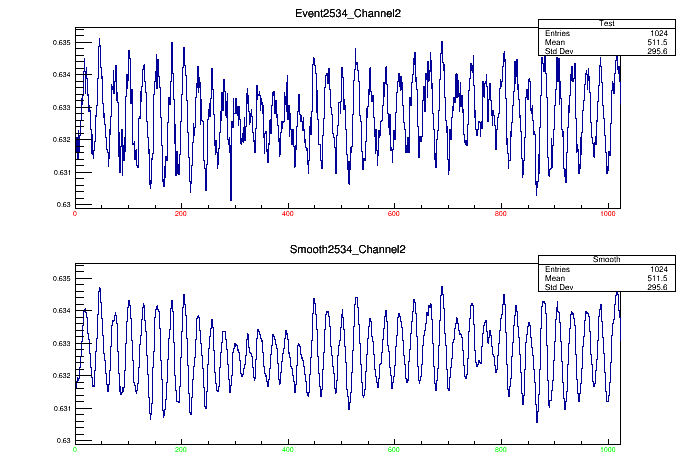 Event2534_Channel2
Test
Entries 1024
Mean 511.5
Std Dev 295.6
0.635
0.634
0.633
0.632
0.631
0.63
0 200 400 600 800 1000
Smooth2534_Channel2
Smooth
Entries 1024
Mean 511.5
Std Dev 295.6
0.635
0.634
0.633
0.632
0.631
0.63
0 200 400 600 800 1000